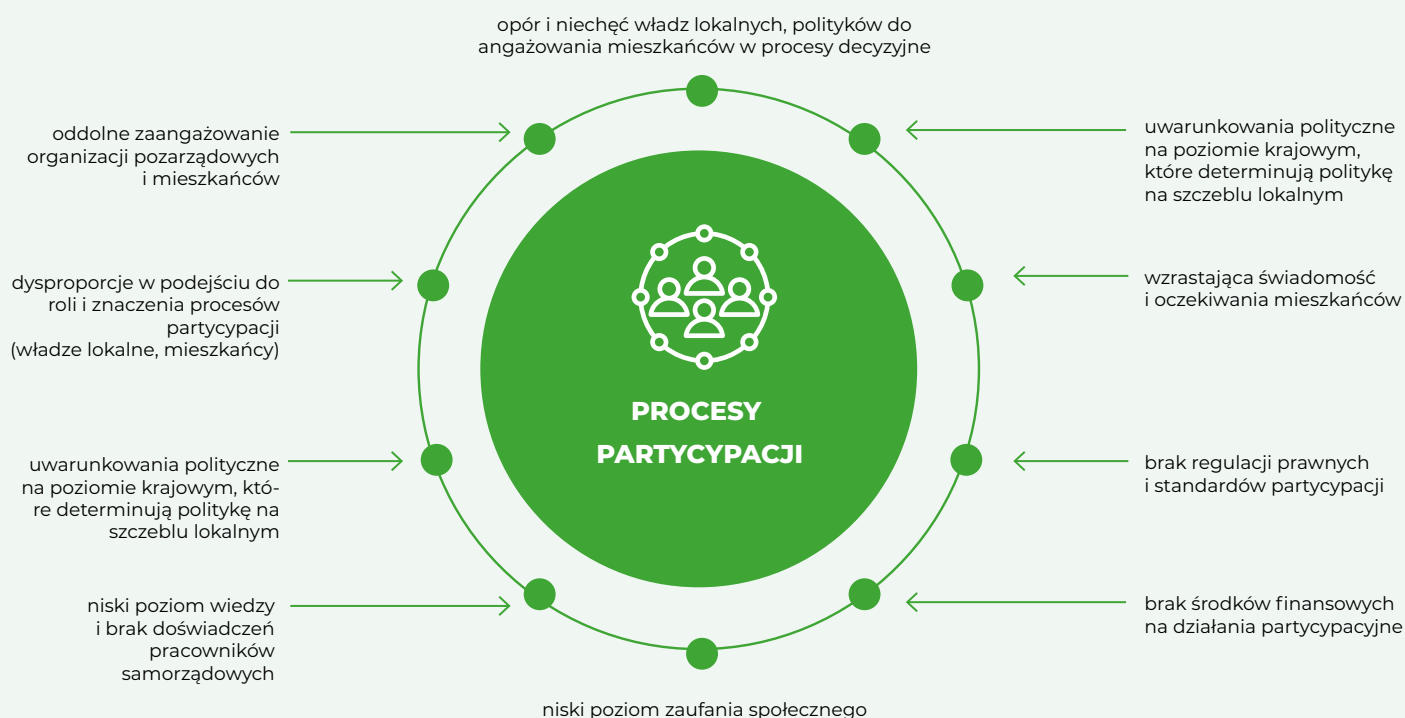 opór i niechęć władz lokalnych, polityków do
angażowania mieszkańców w procesy decyzyjne
oddolne zaangażowanie
organizacji pozarządowych
i mieszkańców
uwarunkowania polityczne
na poziomie krajowym,
które determinują politykę
na szczeblu lokalnym
dysproporcje w podejściu do
roli i znaczenia procesów
partycypacji
(władze lokalne, mieszkańcy)
wzrastająca świadomość
i oczekiwania mieszkańców
PROCESY
PARTYCYPACJI
uwarunkowania polityczne
na poziomie krajowym, któ-
re determinują politykę na
szczeblu lokalnym
brak regulacji prawnych
i standardów partycypacji
niski poziom wiedzy
i brak doświadczeń
pracowników
samorządowych
brak środków finansowych
na działania partycypacyjne
niski poziom zaufania społecznego